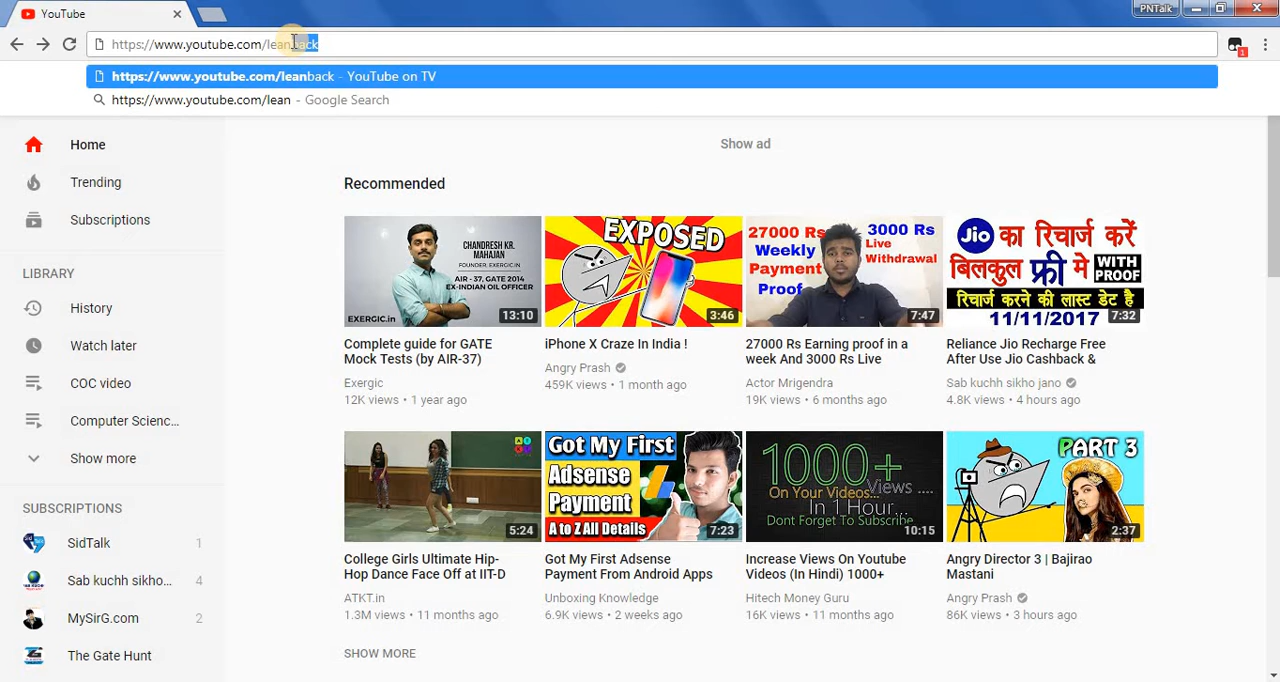 YouTube
PNTalk
https://www.youtube.com/leanback
1
https://www.youtube.com/leanback - YouTube on TV
https://www.youtube.com/lean - Google Search
Home
Trending
Subscriptions
LIBRARY
History
Watch later
COC video
Computer Scienc...
Show more
SUBSCRIPTIONS
SidTalk 1
Sab kuchh sikho... 4
MySirG.com 2
The Gate Hunt
Show ad
Recommended
CHANDRESH KR.
MAHAJAN
FOUNDER, EXERGIC.IN
AIR - 37, GATE 2014
EX-INDIAN OIL OFFICER
EXERGIC.in
13:10
Complete guide for GATE
Mock Tests (by AIR-37)
Exergic
12K views • 1 year ago
EXPOSED
3:46
iPhone X Craze In India !
Angry Prash
459K views • 1 month ago
27000 Rs
Weekly
Payment
Proof
3000 Rs
Live
Withdrawal
7:47
27000 Rs Earning proof in a
week And 3000 Rs Live
Actor Mrigendra
19K views • 6 months ago
Jio का रिचार्ज करें
बिलकुल फ्री मे WITH
PROOF
रिचार्ज करने की लास्ट डेट है
11/11/2017
7:32
Reliance Jio Recharge Free
After Use Jio Cashback &
Sab kuchh sikho jano
4.8K views • 4 hours ago
5:24
College Girls Ultimate Hip-
Hop Dance Face Off at IIT-D
ATKT.in
1.3M views • 11 months ago
Got My First
Adsense
Payment
A to Z All Details
7:23
Got My First Adsense
Payment From Android Apps
Unboxing Knowledge
6.9K views • 2 weeks ago
1000+
Views ....
On Your Videos...
In 1 Hour...
Dont Forget To Subscribe
10:15
Increase Views On Youtube
Videos (In Hindi) 1000+
Hitech Money Guru
16K views • 11 months ago
PART 3
2:37
Angry Director 3 | Bajirao
Mastani
Angry Prash
86K views • 3 hours ago
SHOW MORE